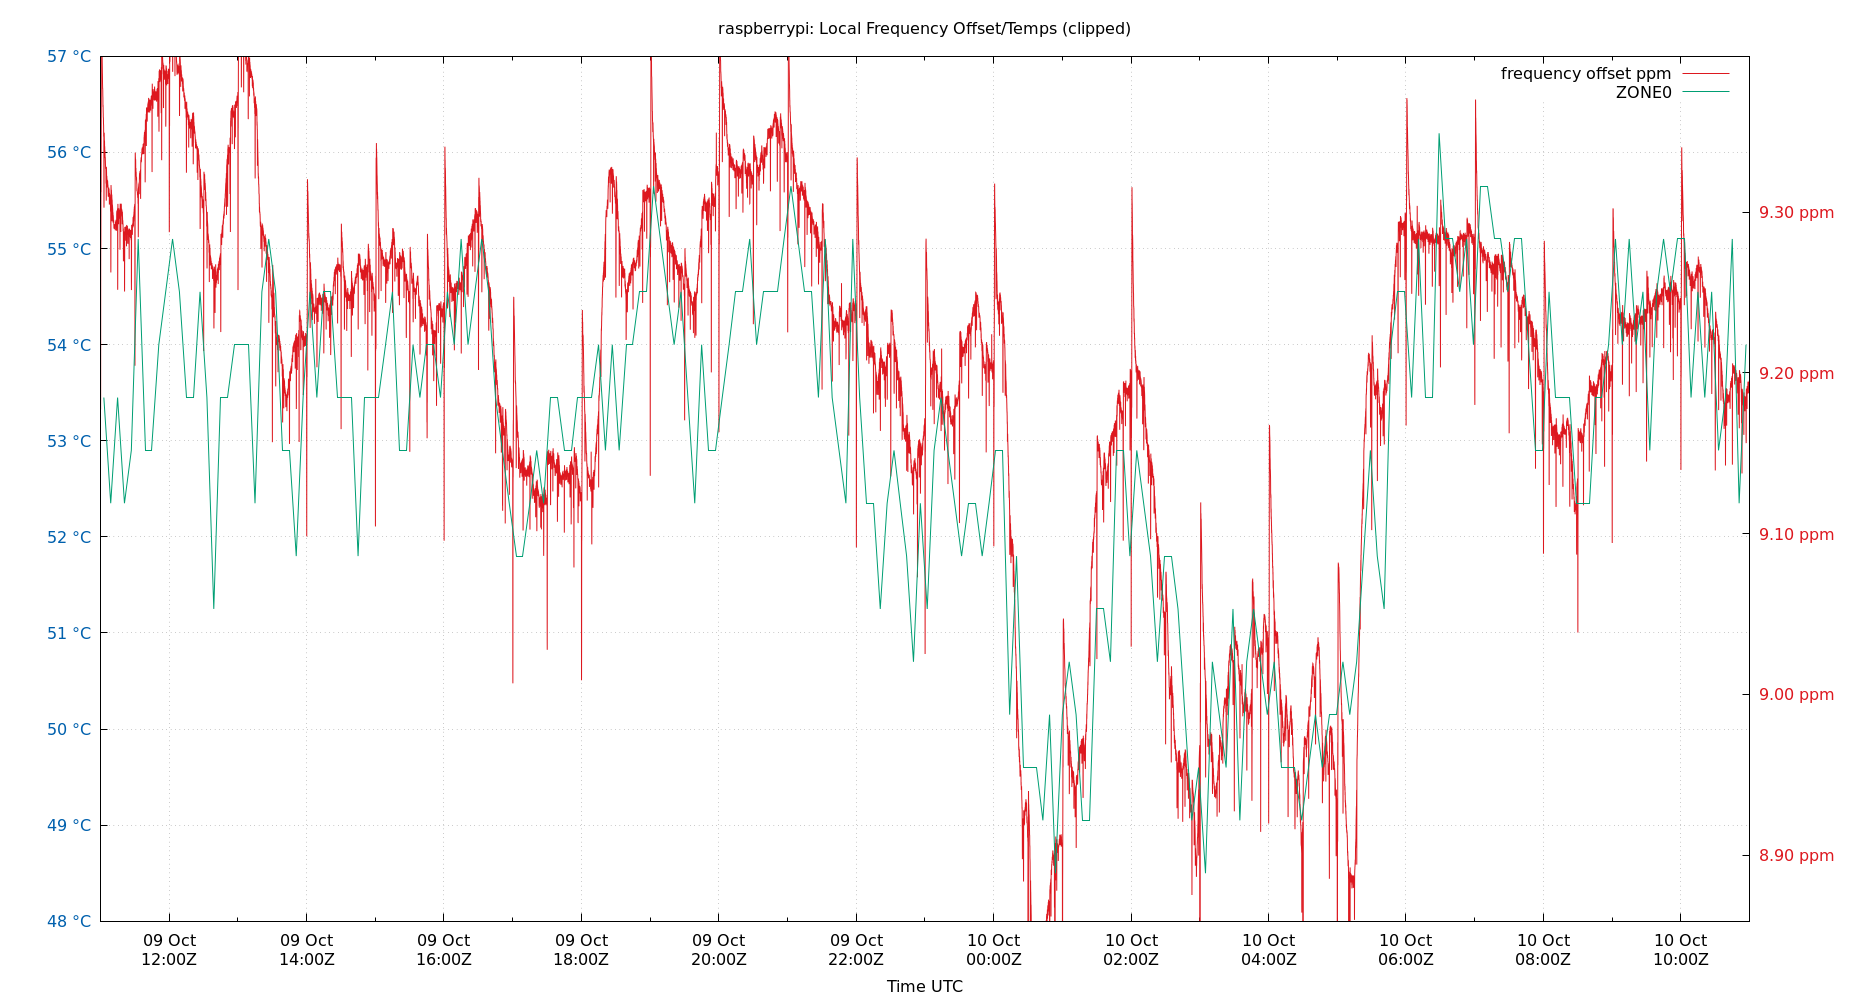 raspberrypi: Local Frequency Offset/Temps (clipped)
57 °C
56 °C
55 °C
54 °C
53 °C
52 °C
51 °C
50 °C
49 °C
48 °C
frequency offset ppm
ZONE0
9.30 ppm
9.20 ppm
9.10 ppm
9.00 ppm
8.90 ppm
09 Oct 09 Oct 09 Oct 09 Oct 09 Oct 09 Oct 10 Oct 10 Oct 10 Oct 10 Oct 10 Oct 10 Oct
12:00Z 14:00Z 16:00Z 18:00Z 20:00Z 22:00Z 00:00Z 02:00Z 04:00Z 06:00Z 08:00Z 10:00Z
Time UTC